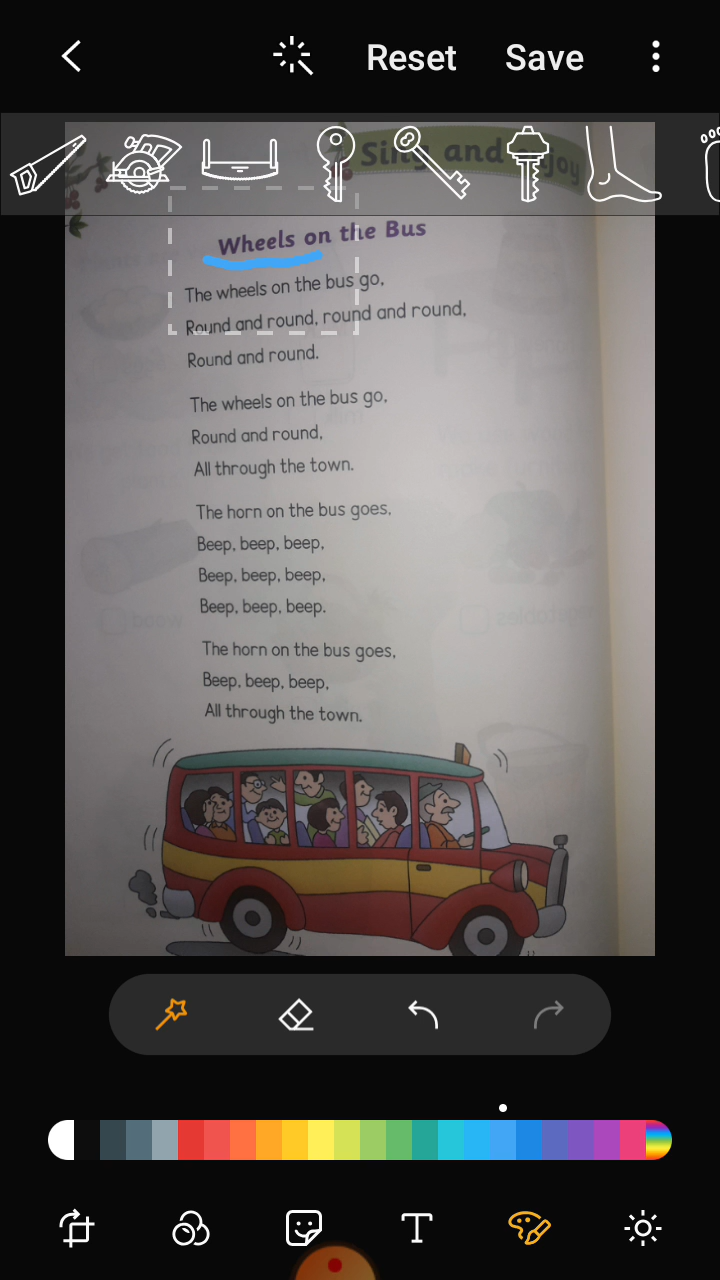 Reset Save
Sing and enjoy
Wheels on the Bus
The wheels on the bus go,
Round and round, round and round,
Round and round.
The wheels on the bus go,
Round and round,
All through the town.
The horn on the bus goes,
Beep, beep, beep,
Beep, beep, beep,
Beep, beep, beep.
The horn on the bus goes,
Beep, beep, beep,
All through the town.
T